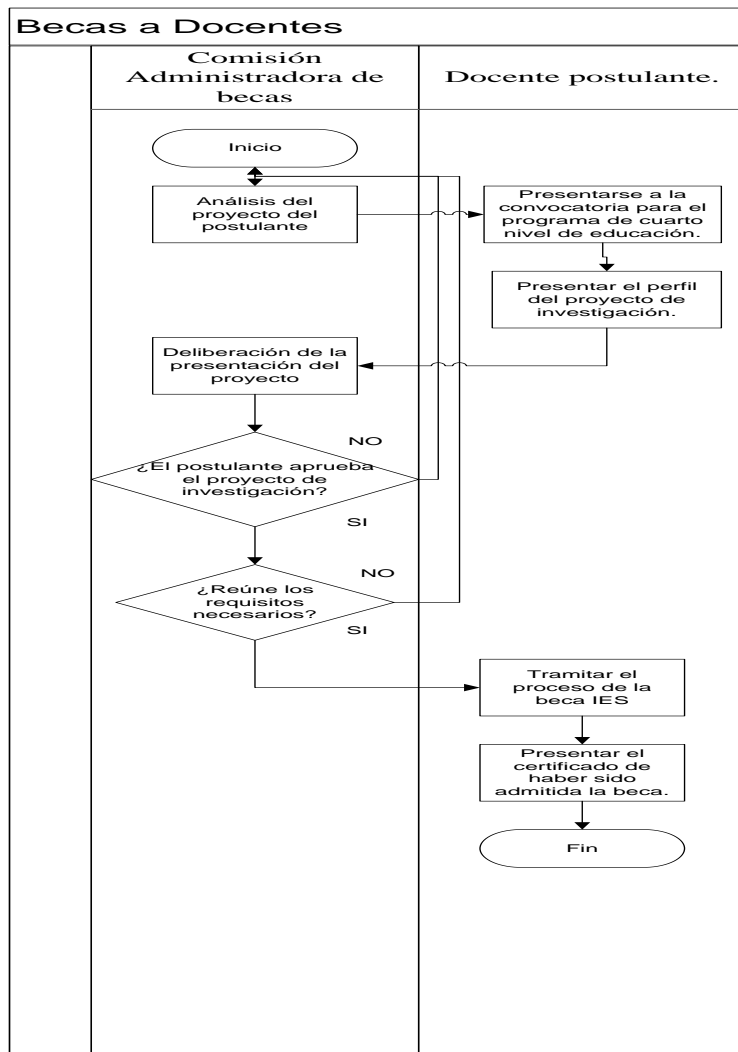 Becas a Docentes
Comisión
Administradora de
becas
Docente postulante.
Inicio
Análisis del
proyecto del
postulante
Presentarse a la
convocatoria para el
programa de cuarto
nivel de educación.
Presentar el perfil
del proyecto de
investigación.
Deliberación de la
presentación del
proyecto
NO
¿El postulante aprueba
el proyecto de
investigación?
SI
NO
¿Reúne los
requisitos
necesarios?
SI
Tramitar el
proceso de la
beca IES
Presentar el
certificado de
haber sido
admitida la beca.
Fin